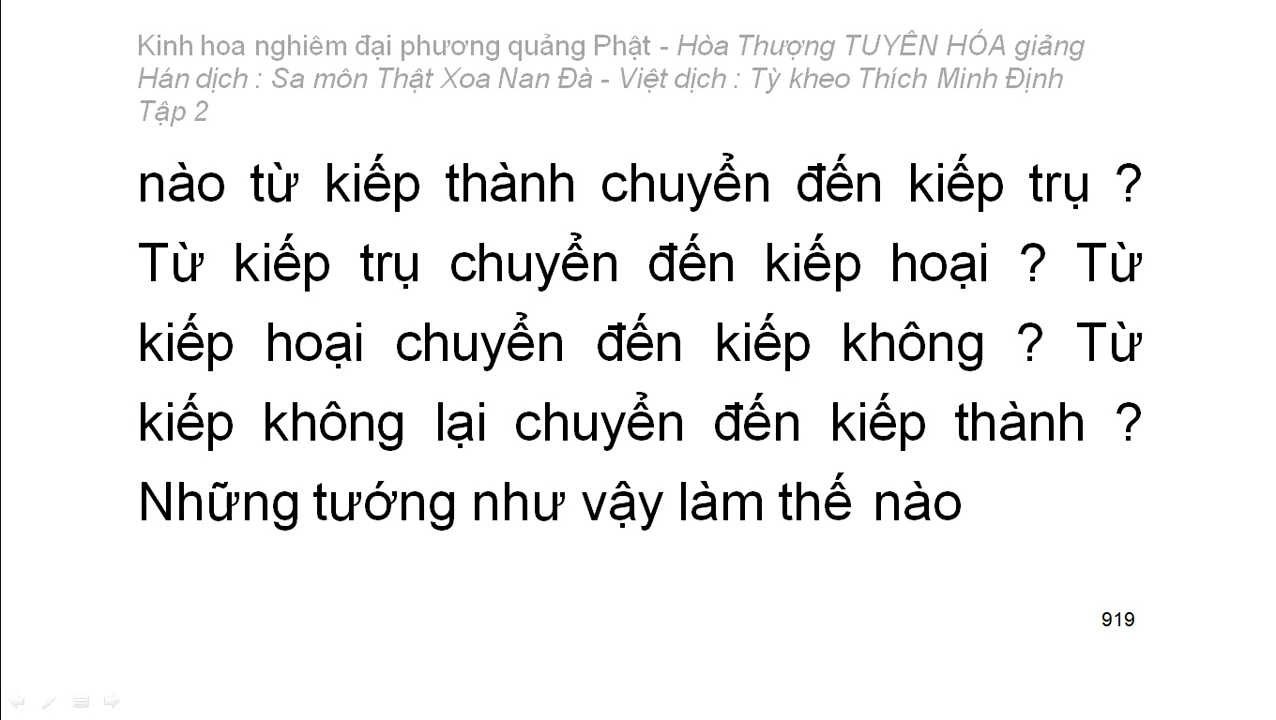 Kinh hoa nghiêm đại phương quảng Phật - Hòa Thượng TUYÊN HÓA giảng
Hán dịch : Sa môn Thật Xoa Nan Đà - Việt dịch : Tỳ kheo Thích Minh Định
Tập 2
nào từ kiếp thành chuyển đến kiếp trụ ?
Từ kiếp trụ chuyển đến kiếp hoại ? Từ
kiếp hoại chuyển đến kiếp không ? Từ
kiếp không lại chuyển đến kiếp thành ?
Những tướng như vậy làm thế nào
919